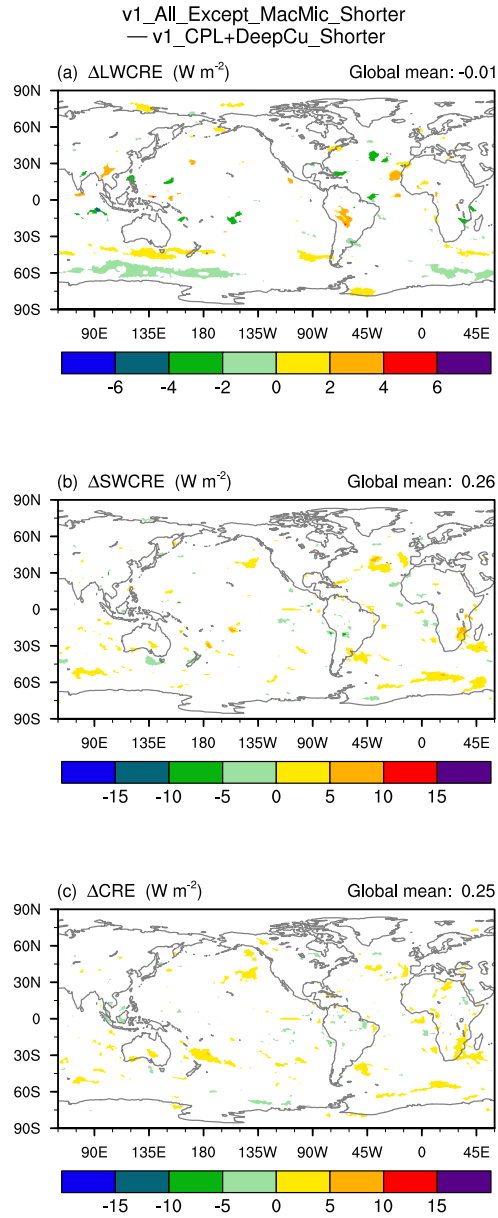 v1_All_Except_MacMic_Shorter
— v1_CPL+DeepCu_Shorter
(a) ΔLWCRE (W m-2) Global mean: -0.01
90N
60N
30N
0
30S
60S
90S
90E 135E 180 135W 90W 45W 0 45E
-6 -4 -2 0 2 4 6
(b) ΔSWCRE (W m-2) Global mean: 0.26
90N
60N
30N
0
30S
60S
90S
90E 135E 180 135W 90W 45W 0 45E
-15 -10 -5 0 5 10 15
(c) ΔCRE (W m-2) Global mean: 0.25
90N
60N
30N
0
30S
60S
90S
90E 135E 180 135W 90W 45W 0 45E
-15 -10 -5 0 5 10 15